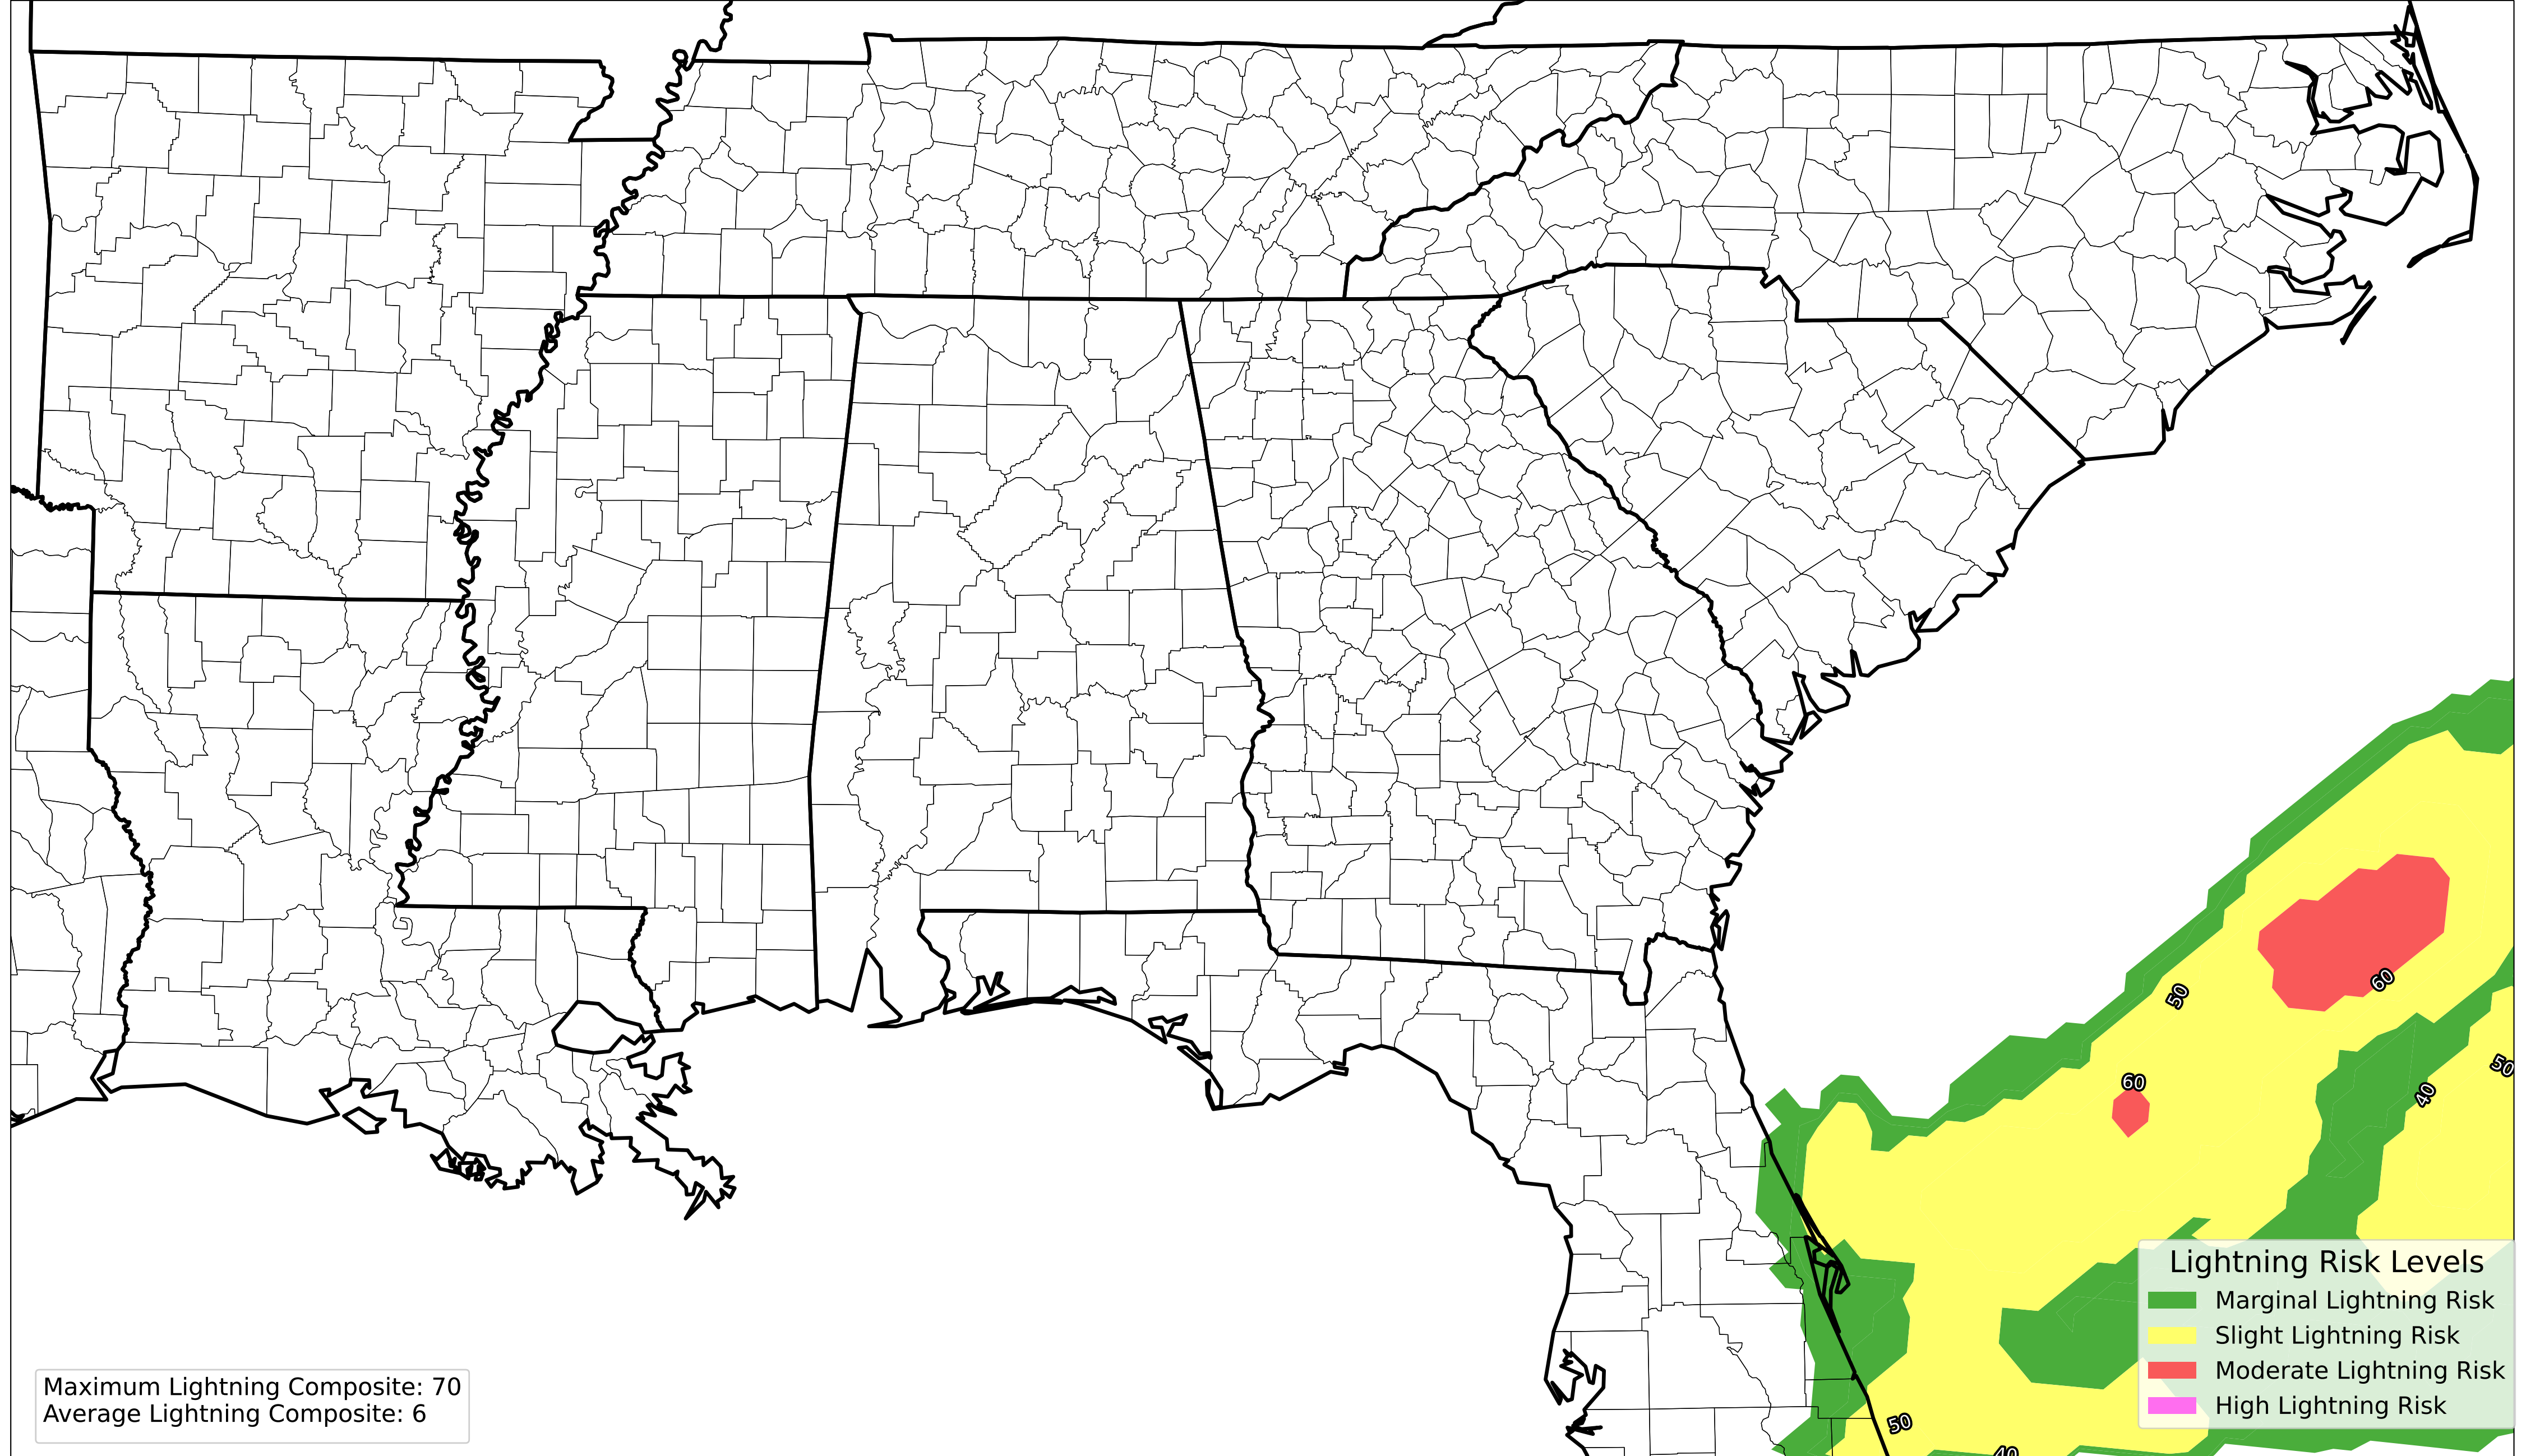 50
60
60
50
40
Lightning Risk Levels
Marginal Lightning Risk
Slight Lightning Risk
Moderate Lightning Risk
High Lightning Risk
Maximum Lightning Composite: 70
Average Lightning Composite: 6
50
40